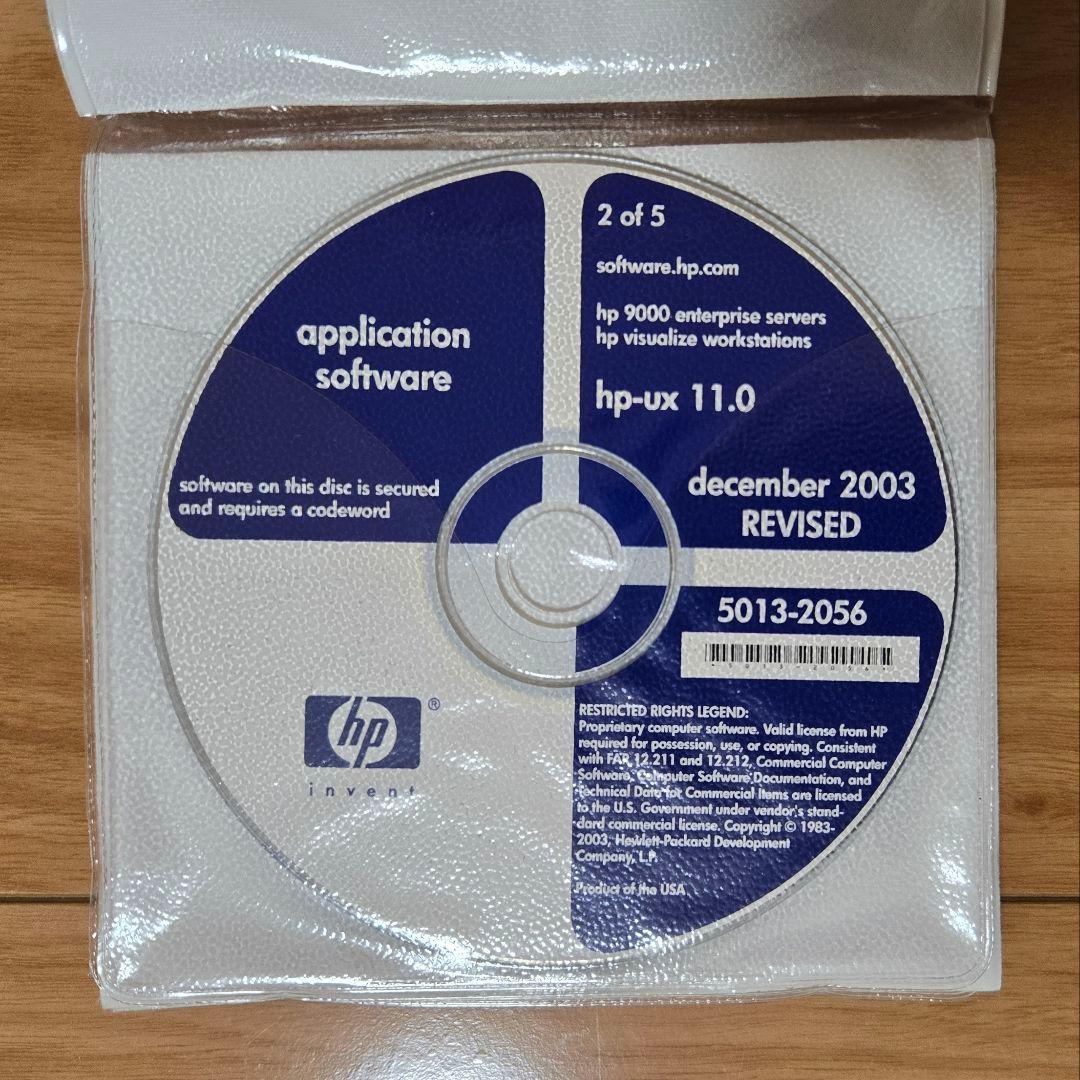 application
software
software on this disc is secured
and requires a codeword
2 of 5
software.hp.com
hp 9000 enterprise servers
hp visualize workstations
hp-ux 11.0
december 2003
REVISED
5013-2056
*5013-2056*
RESTRICTED RIGHTS LEGEND:
Proprietary computer software. Valid license from HP
required for possession, use, or copying. Consistent
with FAR 12.211 and 12.212, Commercial Computer
Software, Computer Software Documentation, and
Technical Data for Commercial Items are licensed
to the U.S. Government under vendor's stand-
dard commercial license. Copyright © 1983-
2003, Hewlett-Packard Development
Company, L.P.
Product of the USA
hp ®
invent